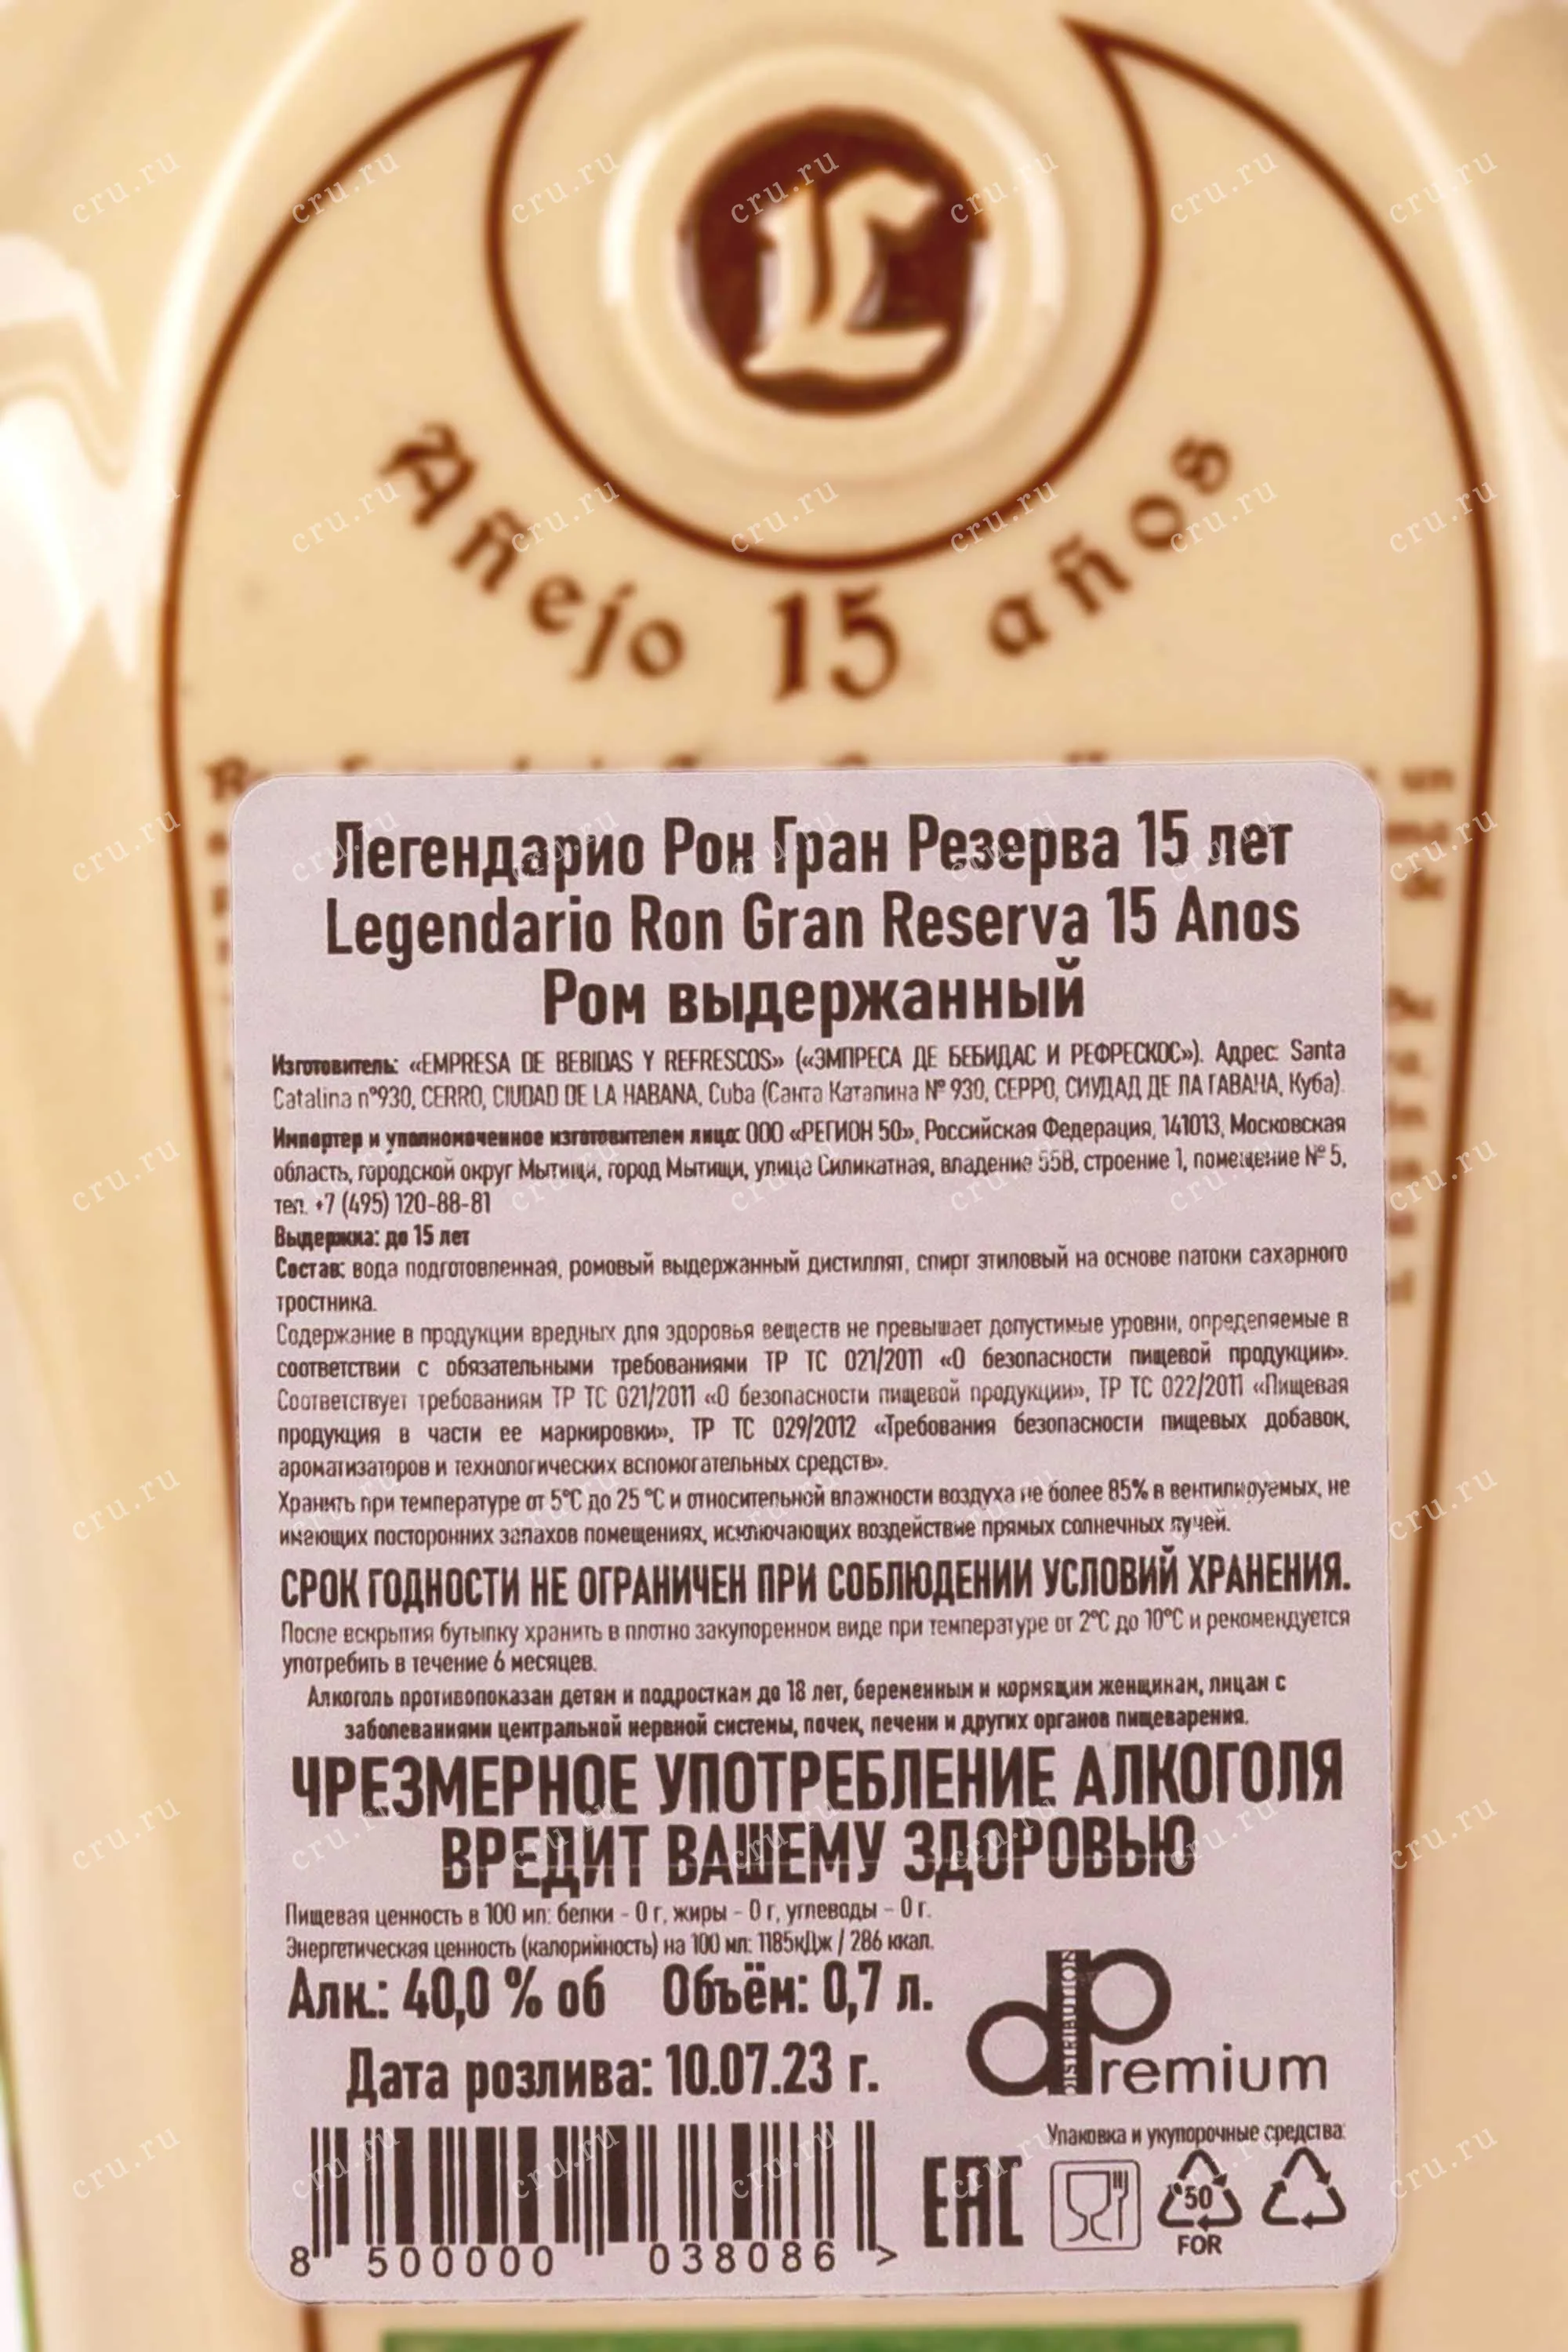 L
Añejo 15 años
un
de
Легендарио Рон Гран Резерва 15 лет
Legendario Ron Gran Reserva 15 Anos
Ром выдержанный
Изготовитель: «EMPRESA DE BEBIDAS Y REFRESCOS» («ЭМПРЕСА ДЕ БЕБИДАС И РЕФРЕСКОС»). Адрес: Santa
Catalina n°930, CERRO, CIUDAD DE LA HABANA, Cuba (Санта Каталина № 930, СЕРРО, СИУДАД ДЕ ЛА ГАВАНА, Куба).
Импортер и уполномоченное изготовителем лицо: ООО «РЕГИОН 50», Российская Федерация, 141013, Московская
область, городской округ Мытищи, город Мытищи, улица Силикатная, владение 55В, строение 1, помещение № 5,
тел. +7 (495) 120-88-81
Выдержка: до 15 лет
Состав: вода подготовленная, ромовый выдержанный дистиллят, спирт этиловый на основе патоки сахарного
тростника.
Содержание в продукции вредных для здоровья веществ не превышает допустимые уровни, определяемые в
соответствии с обязательными требованиями ТР ТС 021/2011 «О безопасности пищевой продукции».
Соответствует требованиям ТР ТС 021/2011 «О безопасности пищевой продукции», ТР ТС 022/2011 «Пищевая
продукция в части ее маркировки», ТР ТС 029/2012 «Требования безопасности пищевых добавок,
ароматизаторов и технологических вспомогательных средств».
Хранить при температуре от 5°С до 25 °С и относительной влажности воздуха не более 85% в вентилируемых, не
имеющих посторонних запахов помещениях, исключающих воздействие прямых солнечных лучей.
СРОК ГОДНОСТИ НЕ ОГРАНИЧЕН ПРИ СОБЛЮДЕНИИ УСЛОВИЙ ХРАНЕНИЯ.
После вскрытия бутылку хранить в плотно закупоренном виде при температуре от 2°С до 10°С и рекомендуется
употребить в течение 6 месяцев.
Алкоголь противопоказан детям и подросткам до 18 лет, беременным и кормящим женщинам, лицам с
заболеваниями центральной нервной системы, почек, печени и других органов пищеварения.
ЧРЕЗМЕРНОЕ УПОТРЕБЛЕНИЕ АЛКОГОЛЯ
ВРЕДИТ ВАШЕМУ ЗДОРОВЬЮ
Пищевая ценность в 100 мл: белки - 0 г, жиры - 0 г, углеводы - 0 г.
Энергетическая ценность (калорийность) на 100 мл: 1185кДж / 286 ккал.
Алк.: 40,0 % об Объём: 0,7 л.
Дата розлива: 10.07.23 г.
DISTRIBUTION
dPremium
Упаковка и укупорочные средства:
EAC
50
FOR
8 500000 038086 >
cru.ru